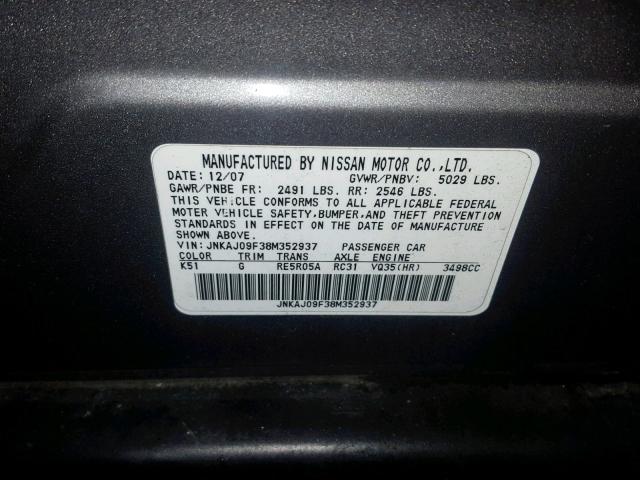 MANUFACTURED BY NISSAN MOTOR CO.,LTD.
DATE: 12/07 GVWR/PNBV: 5029 LBS.
GAWR/PNBE FR: 2491 LBS. RR: 2546 LBS.
THIS VEHICLE CONFORMS TO ALL APPLICABLE FEDERAL
MOTOR VEHICLE SAFETY,BUMPER,AND THEFT PREVENTION
STANDARDS IN EFFECT ON THE DATE OF MANUFACTURE
SHOWN ABOVE.
VIN: JNKAJ09F38M352937 PASSENGER CAR
COLOR TRIM TRANS AXLE ENGINE
K51 G RE5R05A RC31 VQ35(HR) 3498CC
JNKAJ09F38M352937